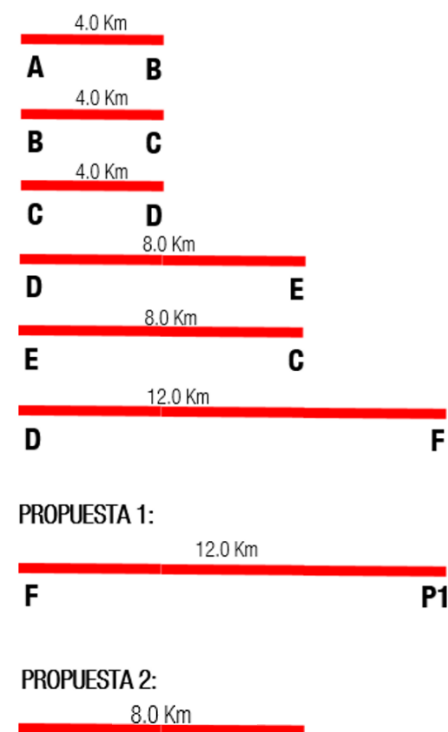 4.0 Km
A B
4.0 Km
B C
4.0 Km
C D
8.0 Km
D E
8.0 Km
E C
12.0 Km
D F
PROPUESTA 1:
12.0 Km
F P1
PROPUESTA 2:
8.0 Km